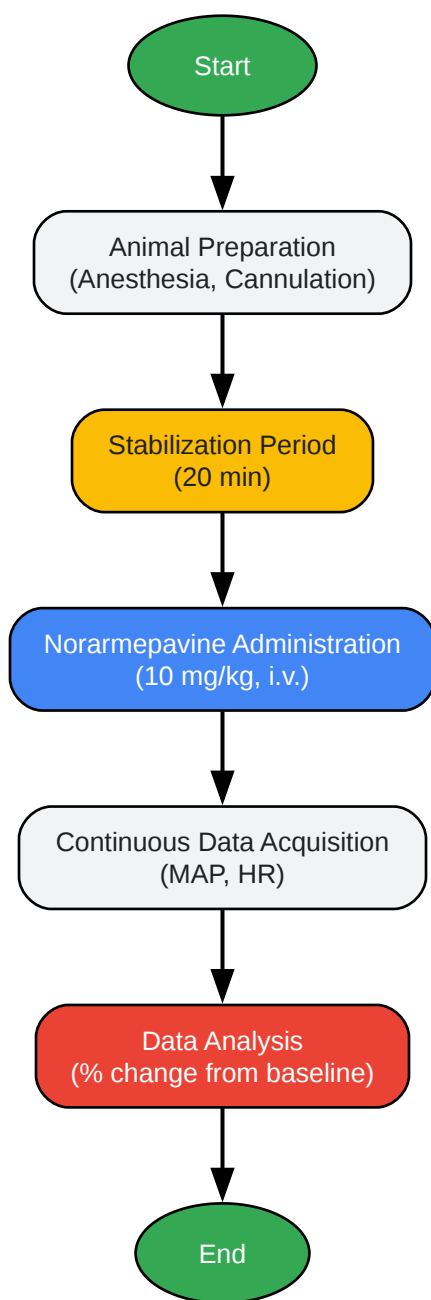 Start
Animal Preparation
(Anesthesia, Cannulation)
Stabilization Period
(20 min)
Norarmepavine Administration
(10 mg/kg, i.v.)
Continuous Data Acquisition
(MAP, HR)
Data Analysis
(% change from baseline)
End